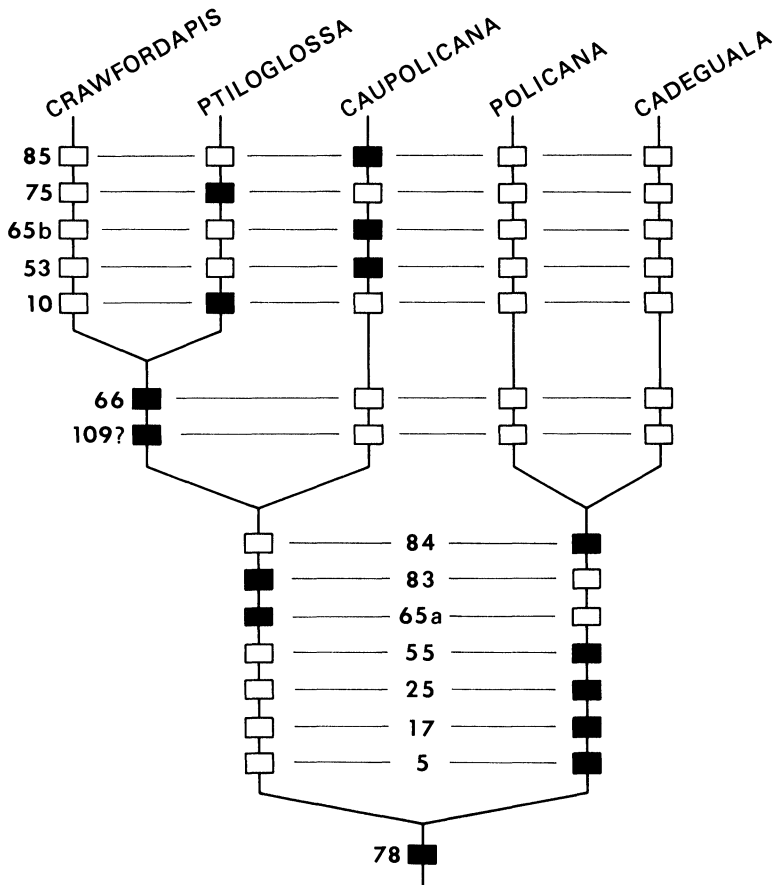 CRAWFORDAPIS
PTILOGLOSSA
CAUPOLICANA
POLICANA
CADEGUALA
85
75
65b
53
10
66
109?
84
83
65a
55
25
17
5
78